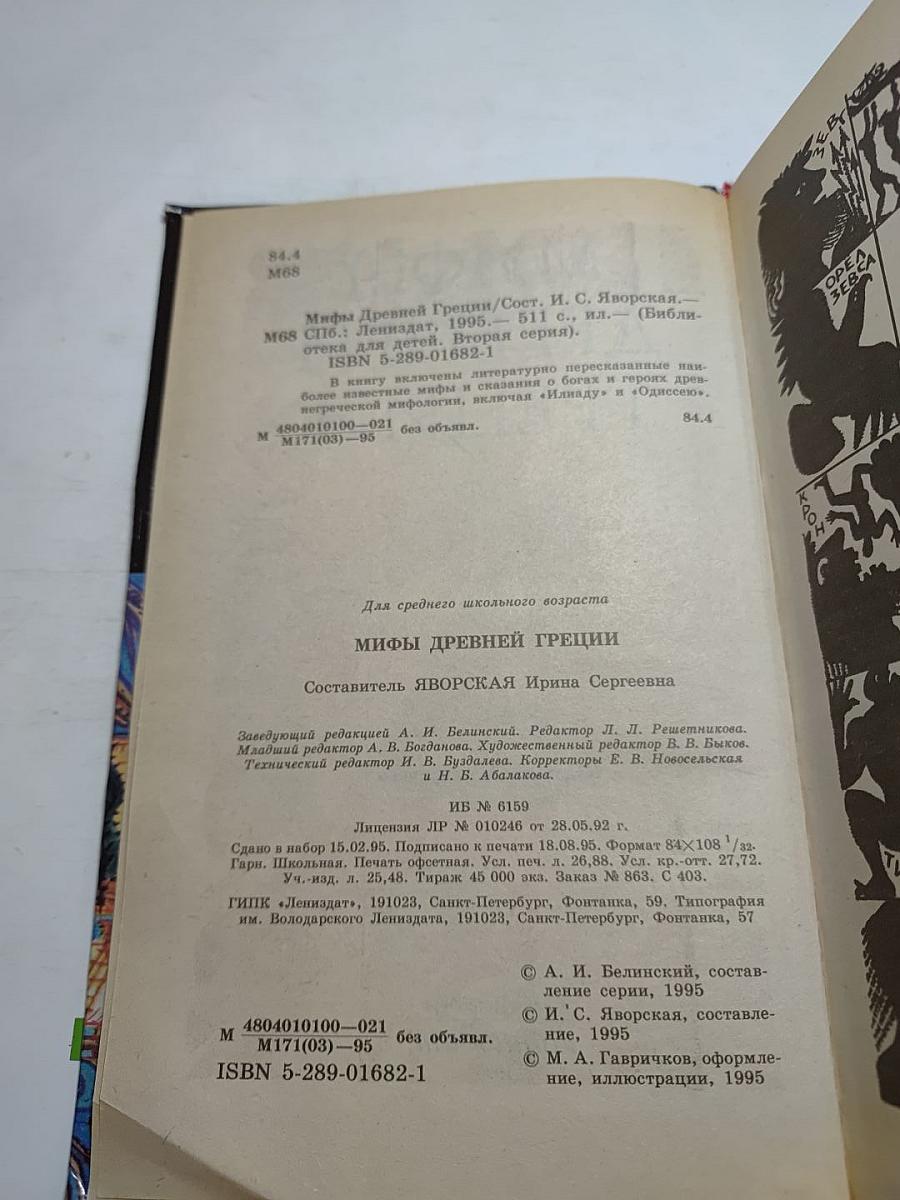 84.4
М68
Мифы Древней Греции/Сост. И. С. Яворская.—
М68 СПб.: Лениздат, 1995.— 511 с., ил.— (Библи-
отека для детей. Вторая серия).
ISBN 5-289-01682-1
В книгу включены литературно пересказанные наи-
более известные мифы и сказания о богах и героях древ-
негреческой мифологии, включая «Илиаду» и «Одиссею».
М 4804010100—021 без объявл.
М171(03)—95
84.4
Для среднего школьного возраста
МИФЫ ДРЕВНЕЙ ГРЕЦИИ
Составитель ЯВОРСКАЯ Ирина Сергеевна
Заведующий редакцией А. И. Белинский. Редактор Л. Л. Решетникова.
Младший редактор А. В. Богданова. Художественный редактор В. В. Быков.
Технический редактор И. В. Буздалева. Корректоры Е. В. Новосельская
и Н. Б. Абалакова.
ИБ № 6159
Лицензия ЛР № 010246 от 28.05.92 г.
Сдано в набор 15.02.95. Подписано к печати 18.08.95. Формат 84×108 1/32.
Гарн. Школьная. Печать офсетная. Усл. печ. л. 26,88. Усл. кр.-отт. 27,72.
Уч.-изд. л. 25,48. Тираж 45 000 экз. Заказ № 863. С 403.
ГИПК «Лениздат», 191023, Санкт-Петербург, Фонтанка, 59. Типография
им. Володарского Лениздата, 191023, Санкт-Петербург, Фонтанка, 57
© А. И. Белинский, состав-
ление серии, 1995
© И. С. Яворская, составле-
ние, 1995
© М. А. Гавричков, оформле-
ние, иллюстрации, 1995
М 4804010100—021 без объявл.
М171(03)—95
ISBN 5-289-01682-1
ЗЕВ
ОРЕЛ
ЗЕВСА
КРОН
ТИ